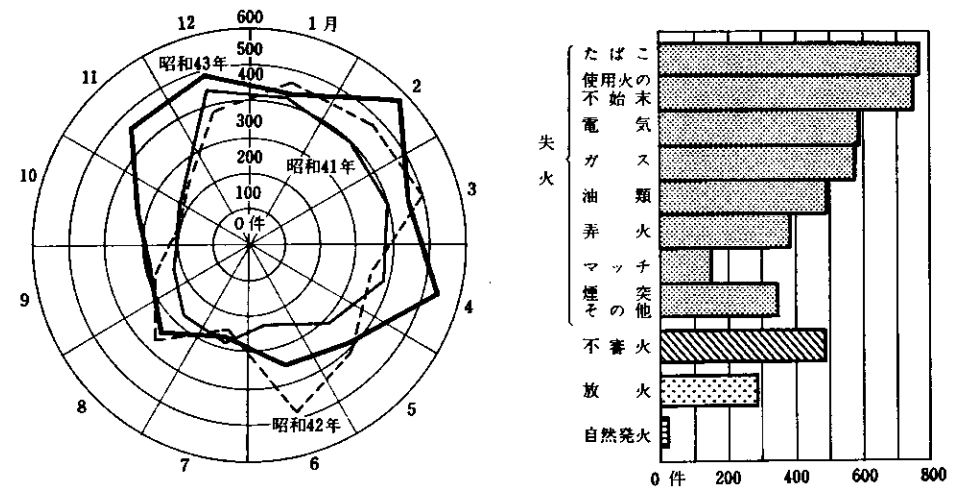 600
500
400
300
200
100
0 件
1 月
2
3
4
5
6
7
8
9
10
11
12
昭和43年
昭和41年
昭和42年
失火
たばこ
使用火の
不始末
電気
ガス
油類
弄火
マッチ
煙突
その他
不審火
放火
自然発火
0 件 200 400 600 800